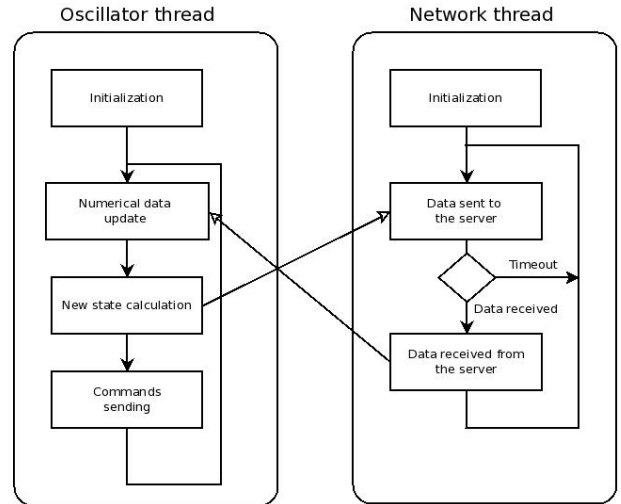 Oscillator thread
Network thread
Initialization
Numerical data
update
New state calculation
Commands
sending
Initialization
Data sent to
the server
Timeout
Data received
Data received from
the server